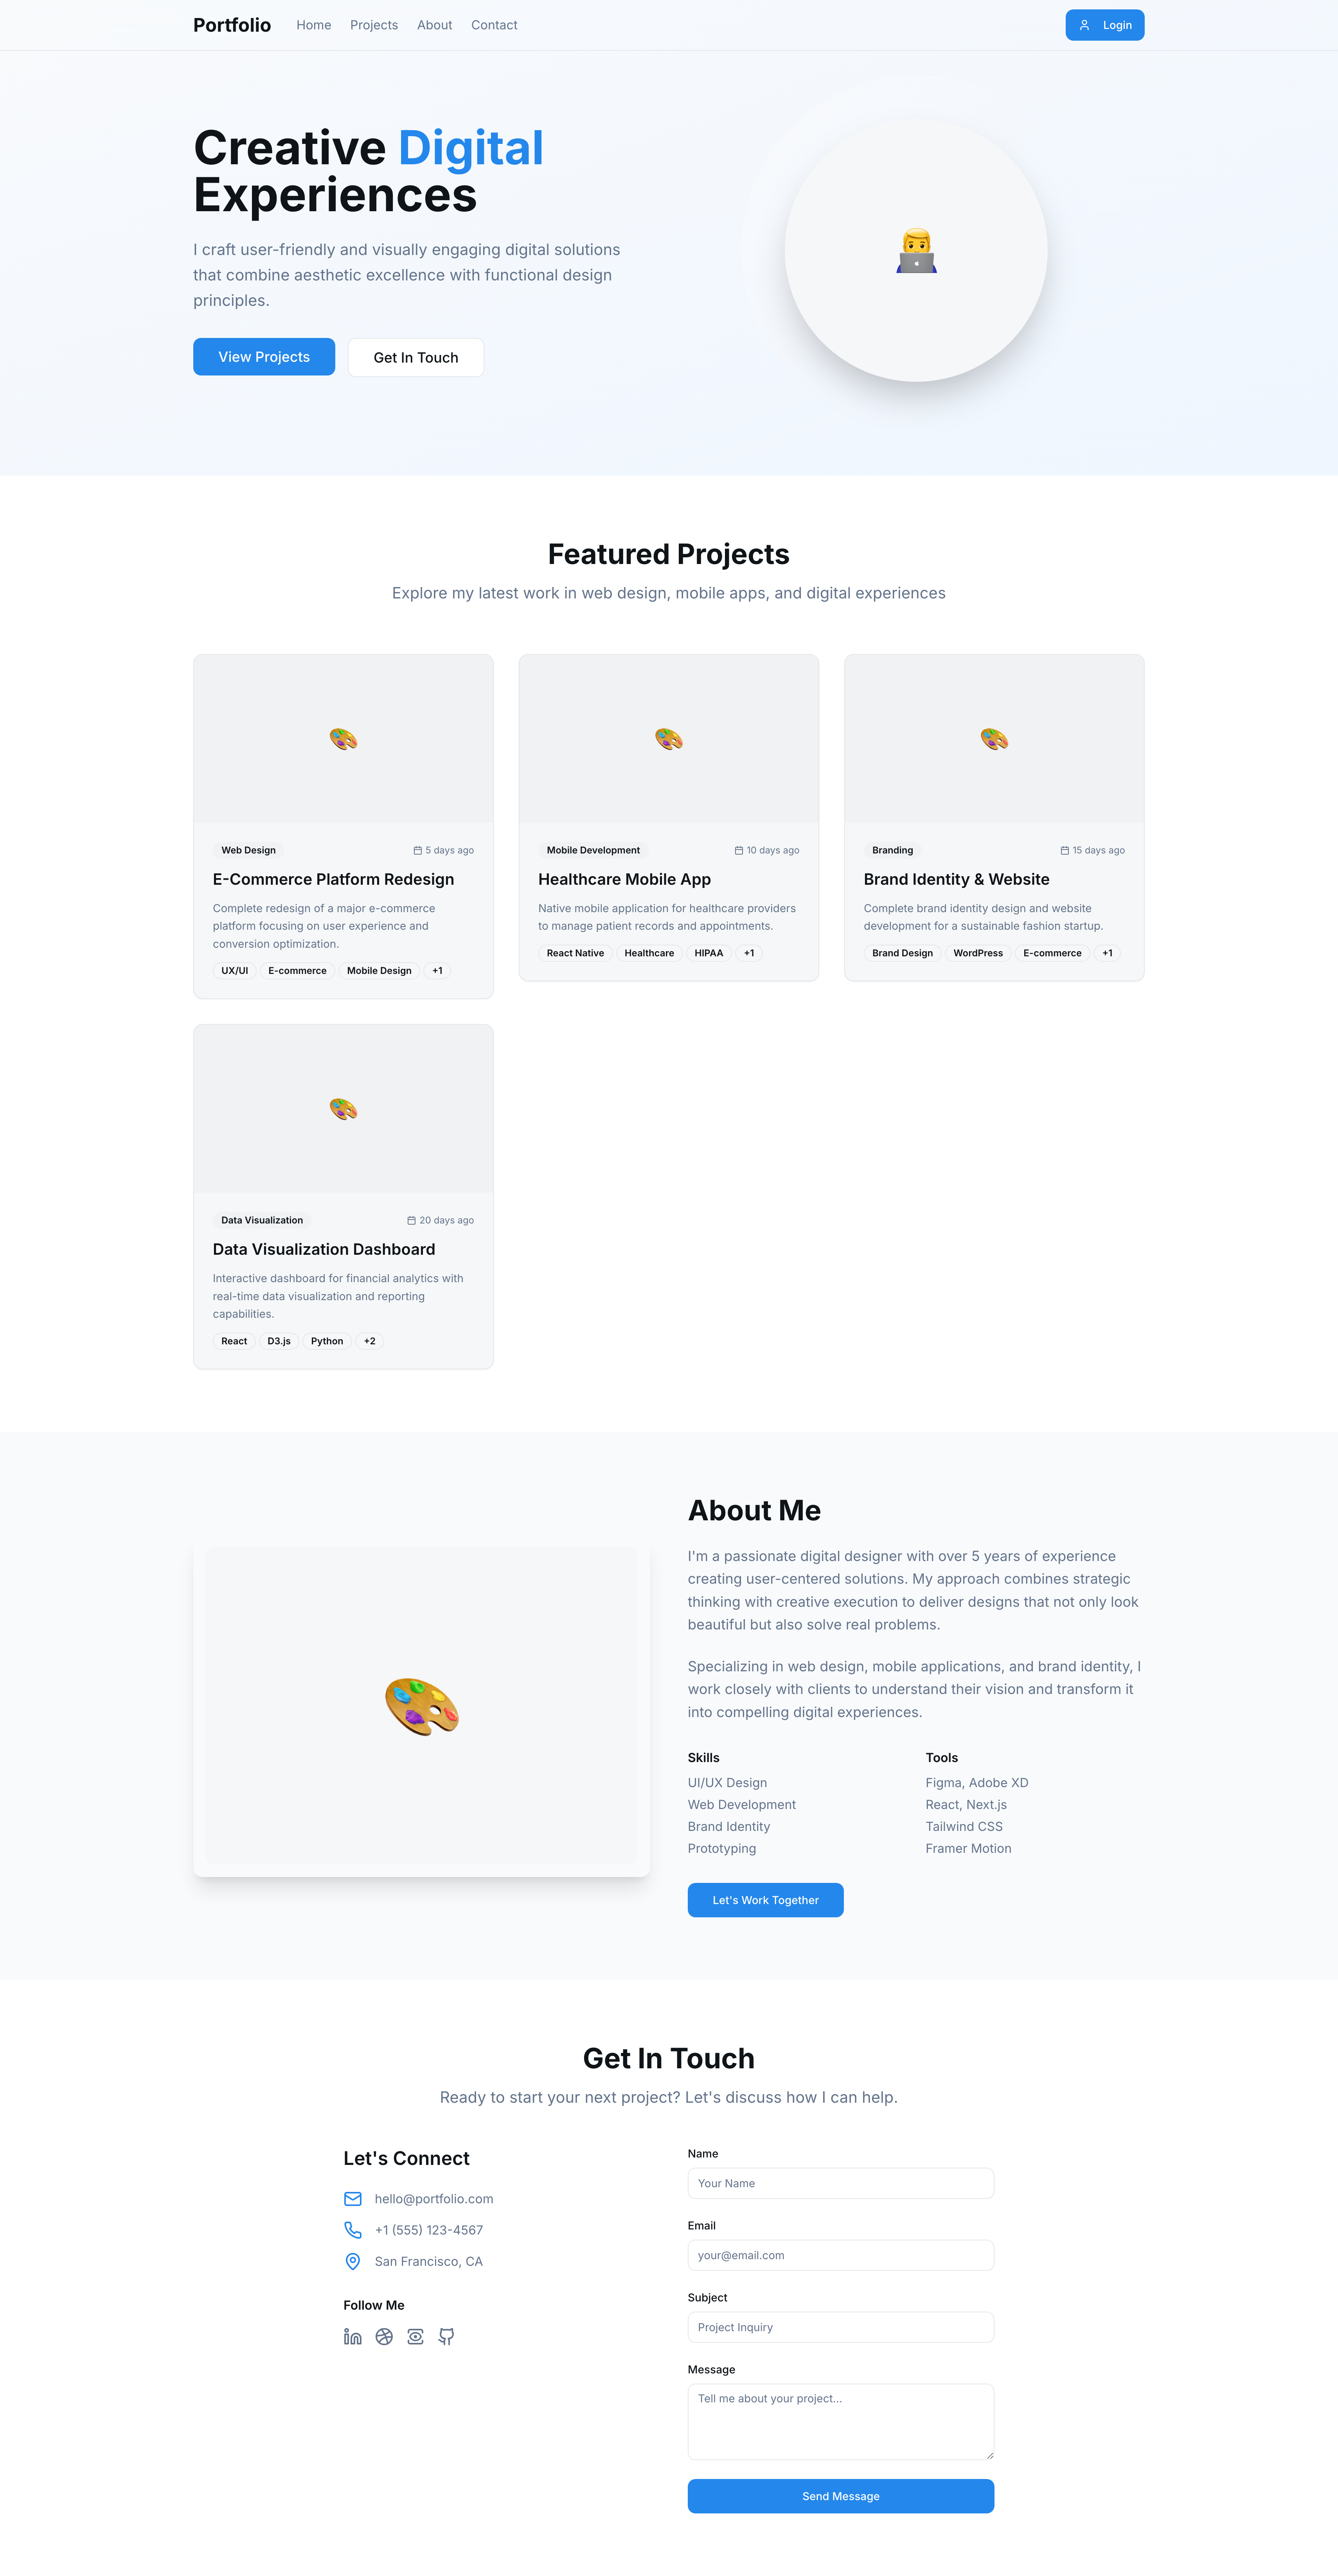 Portfolio
Home
Projects
About
Contact
Login
Creative Digital
Experiences
I craft user-friendly and visually engaging digital solutions
that combine aesthetic excellence with functional design
principles.
View Projects
Get In Touch
Featured Projects
Explore my latest work in web design, mobile apps, and digital experiences
Web Design
5 days ago
E-Commerce Platform Redesign
Complete redesign of a major e-commerce
platform focusing on user experience and
conversion optimization.
UX/UI
E-commerce
Mobile Design
+1
Mobile Development
10 days ago
Healthcare Mobile App
Native mobile application for healthcare providers
to manage patient records and appointments.
React Native
Healthcare
HIPAA
+1
Branding
15 days ago
Brand Identity & Website
Complete brand identity design and website
development for a sustainable fashion startup.
Brand Design
WordPress
E-commerce
+1
Data Visualization
20 days ago
Data Visualization Dashboard
Interactive dashboard for financial analytics with
real-time data visualization and reporting
capabilities.
React
D3.js
Python
+2
About Me
I'm a passionate digital designer with over 5 years of experience
creating user-centered solutions. My approach combines strategic
thinking with creative execution to deliver designs that not only look
beautiful but also solve real problems.
Specializing in web design, mobile applications, and brand identity, I
work closely with clients to understand their vision and transform it
into compelling digital experiences.
Skills
UI/UX Design
Web Development
Brand Identity
Prototyping
Tools
Figma, Adobe XD
React, Next.js
Tailwind CSS
Framer Motion
Let's Work Together
Get In Touch
Ready to start your next project? Let's discuss how I can help.
Let's Connect
hello@portfolio.com
+1 (555) 123-4567
San Francisco, CA
Follow Me
Name
Your Name
Email
your@email.com
Subject
Project Inquiry
Message
Tell me about your project...
Send Message